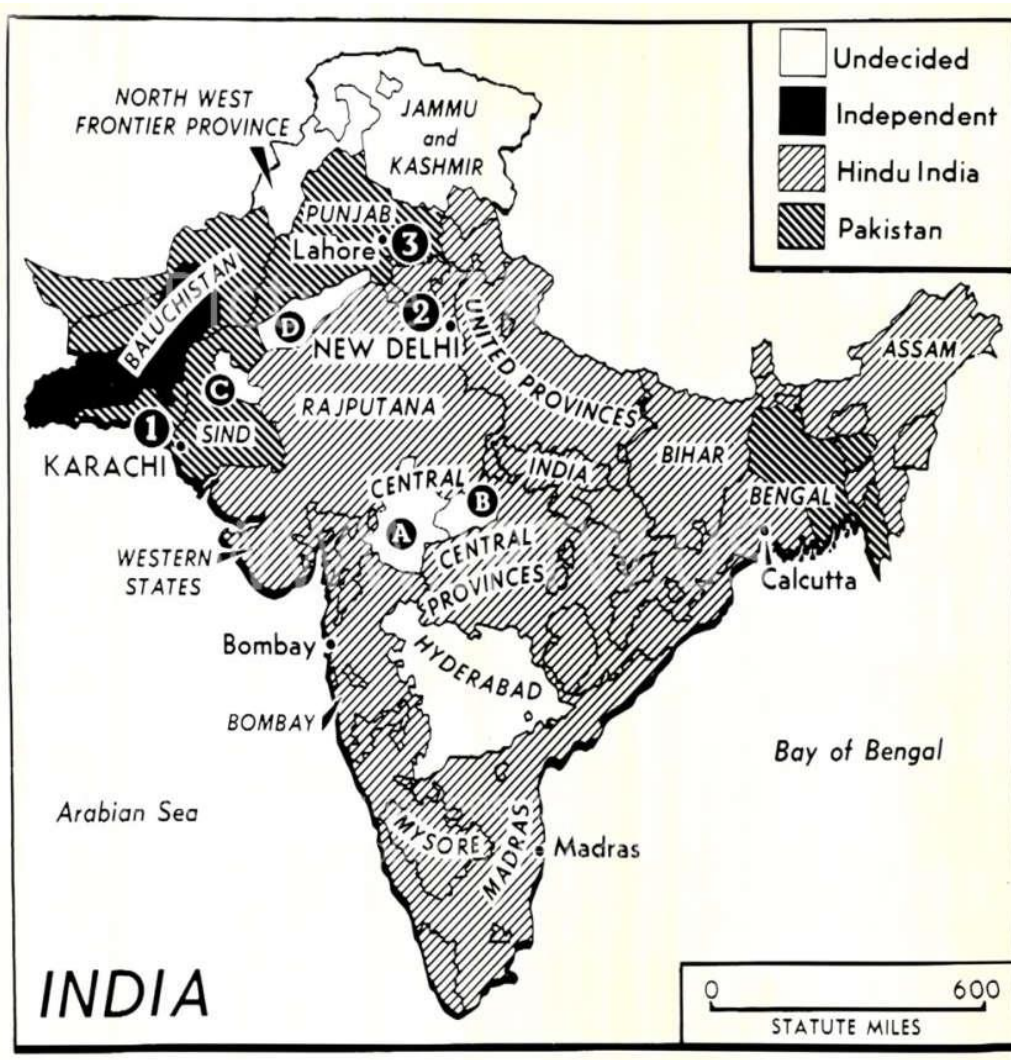 Undecided
Independent
Hindu India
Pakistan
NORTH WEST
FRONTIER PROVINCE
JAMMU
and
KASHMIR
PUNJAB
Lahore
3
BALUCHISTAN
D
2
NEW DELHI
UNITED PROVINCES
ASSAM
C
RAJPUTANA
1
SIND
KARACHI
CENTRAL
INDIA
BIHAR
BENGAL
B
A
CENTRAL
PROVINCES
WESTERN
STATES
Calcutta
Bombay
HYDERABAD
BOMBAY
Bay of Bengal
Arabian Sea
MYSORE
MADRAS
Madras
INDIA
0 600
STATUTE MILES